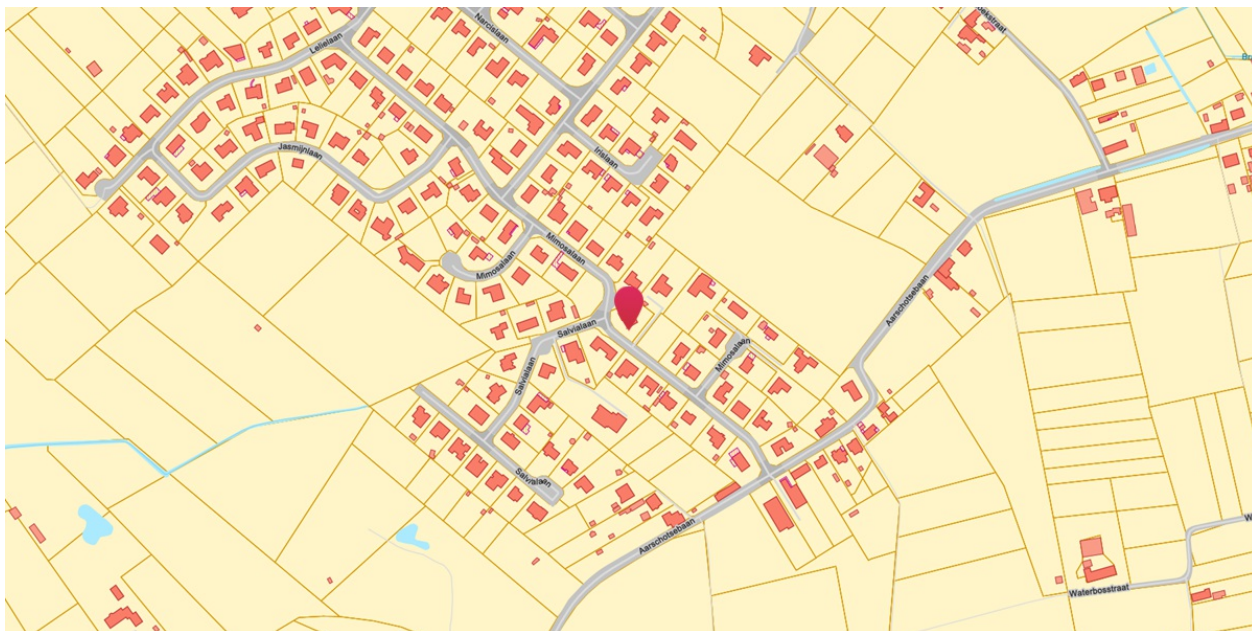 Narcislaan
Lelielaan
Irislaan
Jasmijnlaan
Mimosalaan
Mimosalaan
Aarschotsebaan
Salvialaan
Mimosalaan
Salvialaan
Salvialaan
Aarschotsebaan
Waterbosstraat